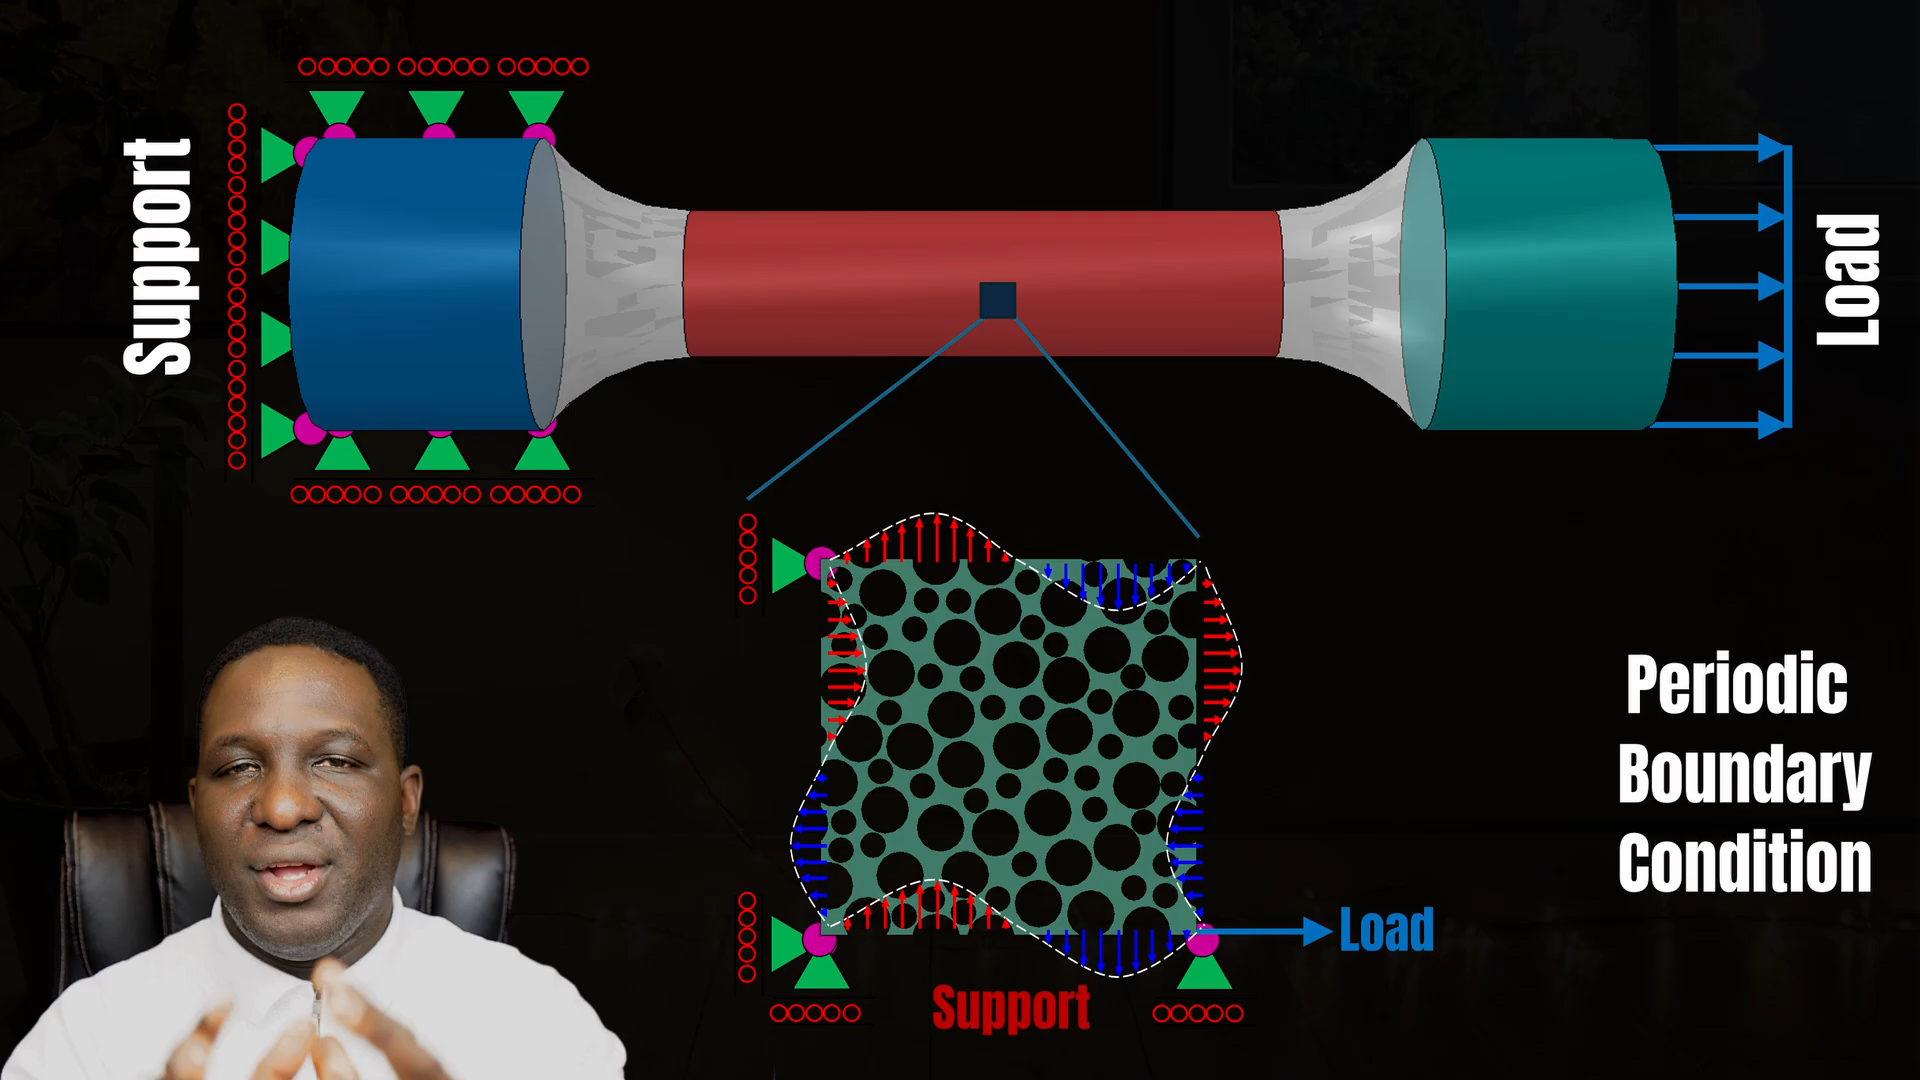 Support
Load
Periodic
Boundary
Condition
Load
Support